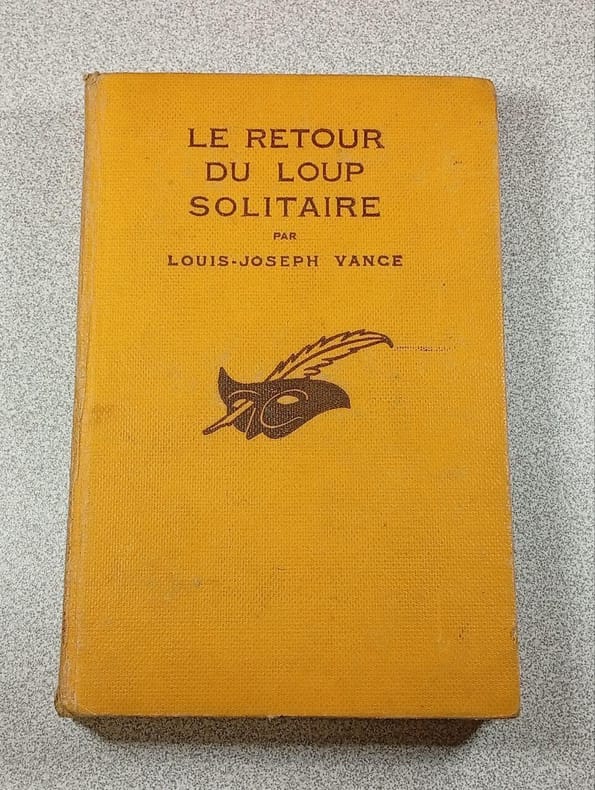 LE RETOUR
DU LOUP
SOLITAIRE
PAR
LOUIS-JOSEPH VANCE